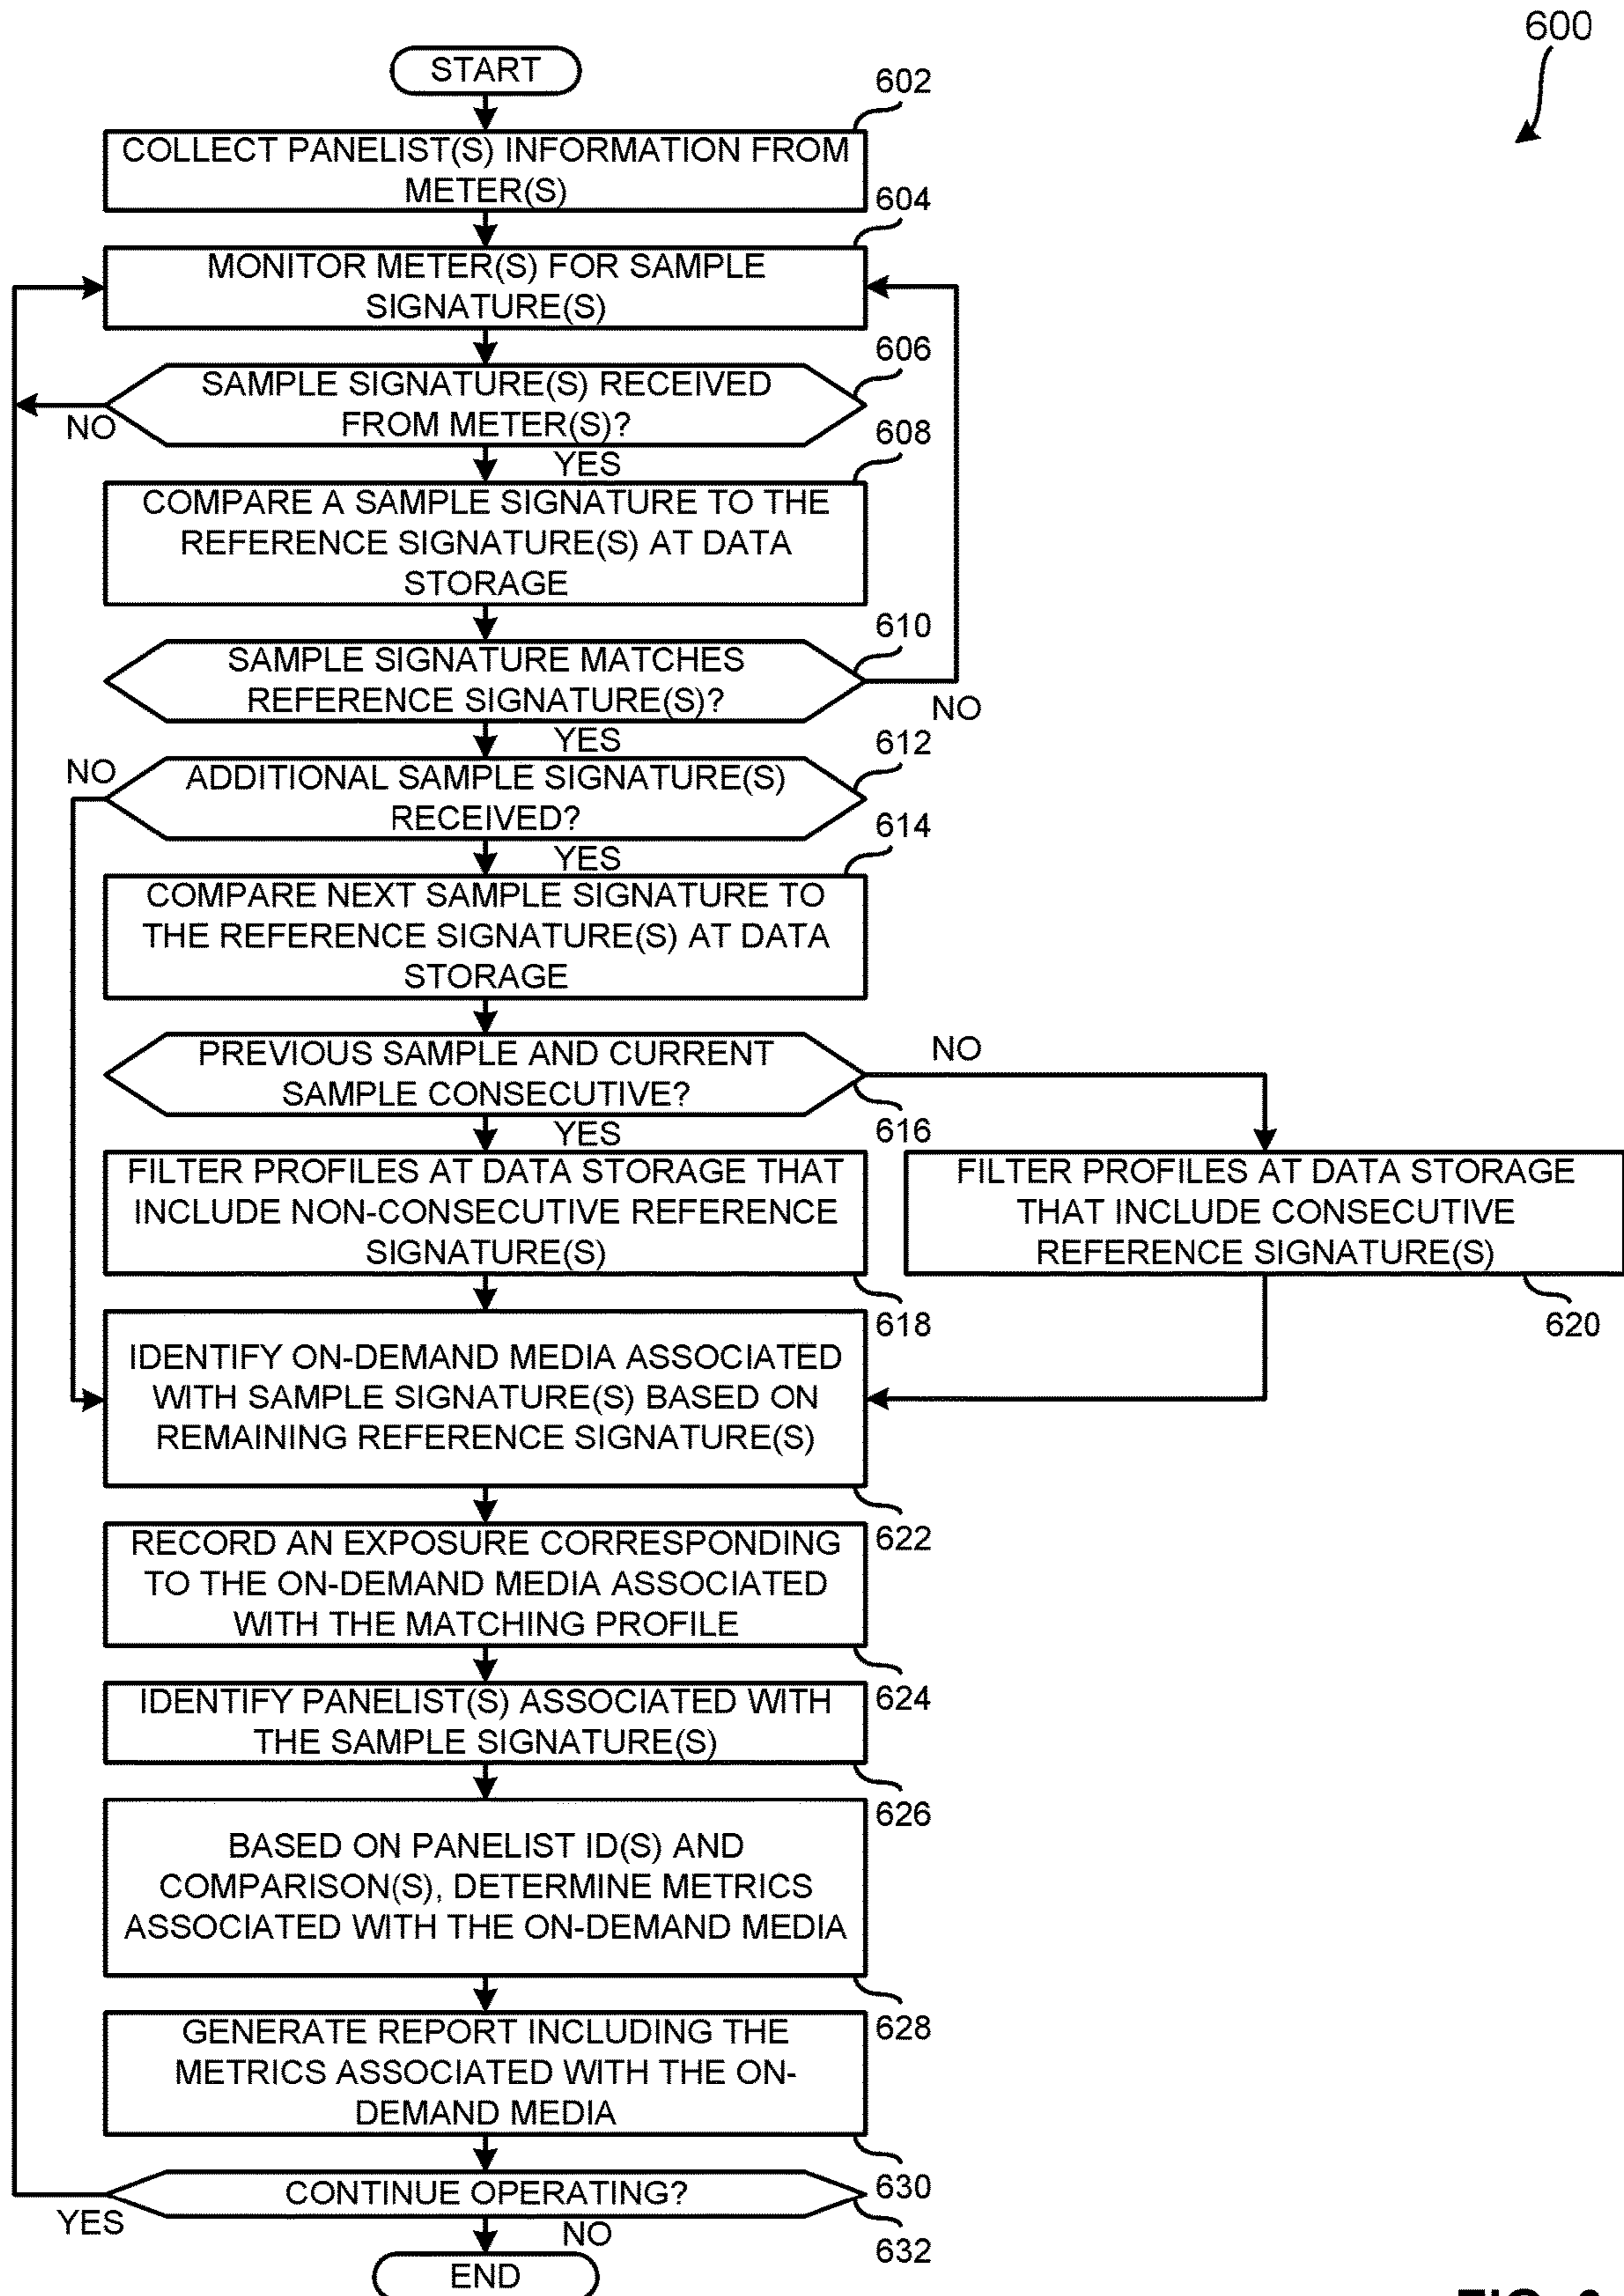 600
START
602
COLLECT PANELIST(S) INFORMATION FROM
METER(S)
604
MONITOR METER(S) FOR SAMPLE
SIGNATURE(S)
606
SAMPLE SIGNATURE(S) RECEIVED
FROM METER(S)?
NO
YES
608
COMPARE A SAMPLE SIGNATURE TO THE
REFERENCE SIGNATURE(S) AT DATA
STORAGE
610
SAMPLE SIGNATURE MATCHES
REFERENCE SIGNATURE(S)?
NO
YES
612
NO
ADDITIONAL SAMPLE SIGNATURE(S)
RECEIVED?
YES
614
COMPARE NEXT SAMPLE SIGNATURE TO
THE REFERENCE SIGNATURE(S) AT DATA
STORAGE
PREVIOUS SAMPLE AND CURRENT
SAMPLE CONSECUTIVE?
NO
616
YES
FILTER PROFILES AT DATA STORAGE THAT
INCLUDE NON-CONSECUTIVE REFERENCE
SIGNATURE(S)
618
FILTER PROFILES AT DATA STORAGE
THAT INCLUDE CONSECUTIVE
REFERENCE SIGNATURE(S)
620
IDENTIFY ON-DEMAND MEDIA ASSOCIATED
WITH SAMPLE SIGNATURE(S) BASED ON
REMAINING REFERENCE SIGNATURE(S)
622
RECORD AN EXPOSURE CORRESPONDING
TO THE ON-DEMAND MEDIA ASSOCIATED
WITH THE MATCHING PROFILE
624
IDENTIFY PANELIST(S) ASSOCIATED WITH
THE SAMPLE SIGNATURE(S)
626
BASED ON PANELIST ID(S) AND
COMPARISON(S), DETERMINE METRICS
ASSOCIATED WITH THE ON-DEMAND MEDIA
628
GENERATE REPORT INCLUDING THE
METRICS ASSOCIATED WITH THE ON-
DEMAND MEDIA
630
CONTINUE OPERATING?
YES
NO
632
END